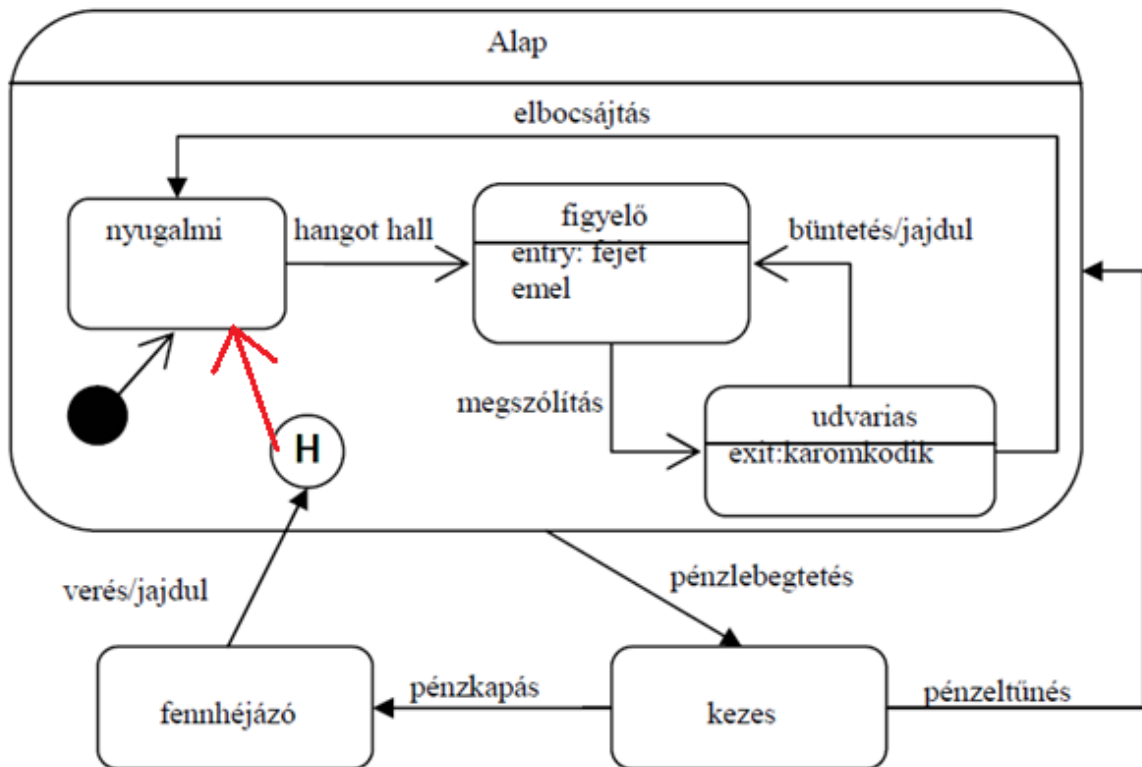 Alap
elbocsájtás
nyugalmi
hangot hall
figyelő
entry: fejet
emel
büntetés/jajdul
megszólítás
udvarias
exit:karomkodik
H
verés/jajdul
pénzlebegtetés
fennhéjázó
pénzkapás
kezes
pénzeltűnés